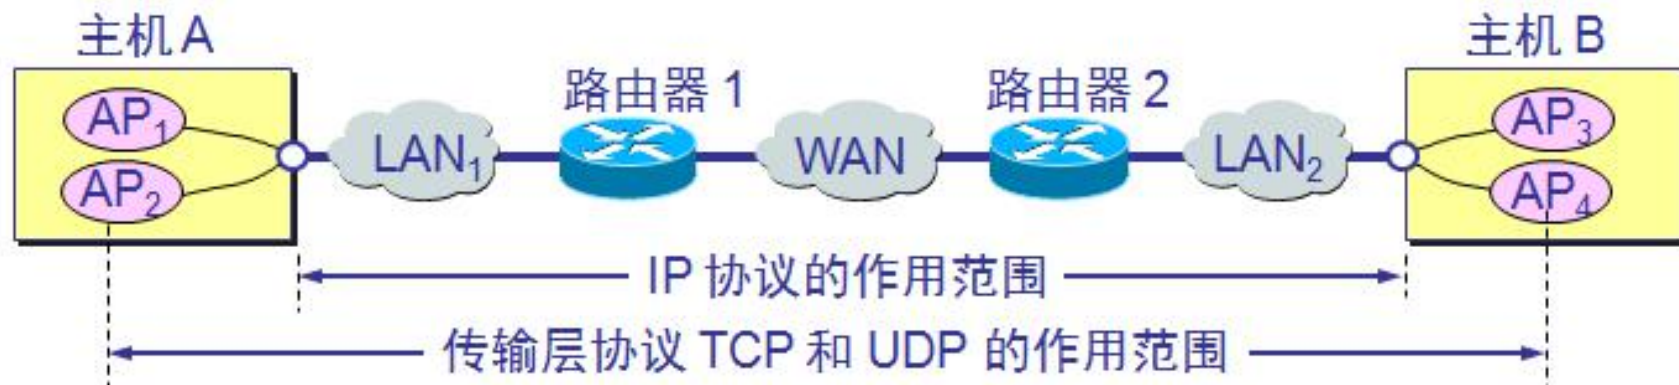 主机 A
主机 B
路由器 1
路由器 2
AP1
AP2
LAN1
WAN
LAN2
AP3
AP4
IP 协议的作用范围
传输层协议 TCP 和 UDP 的作用范围